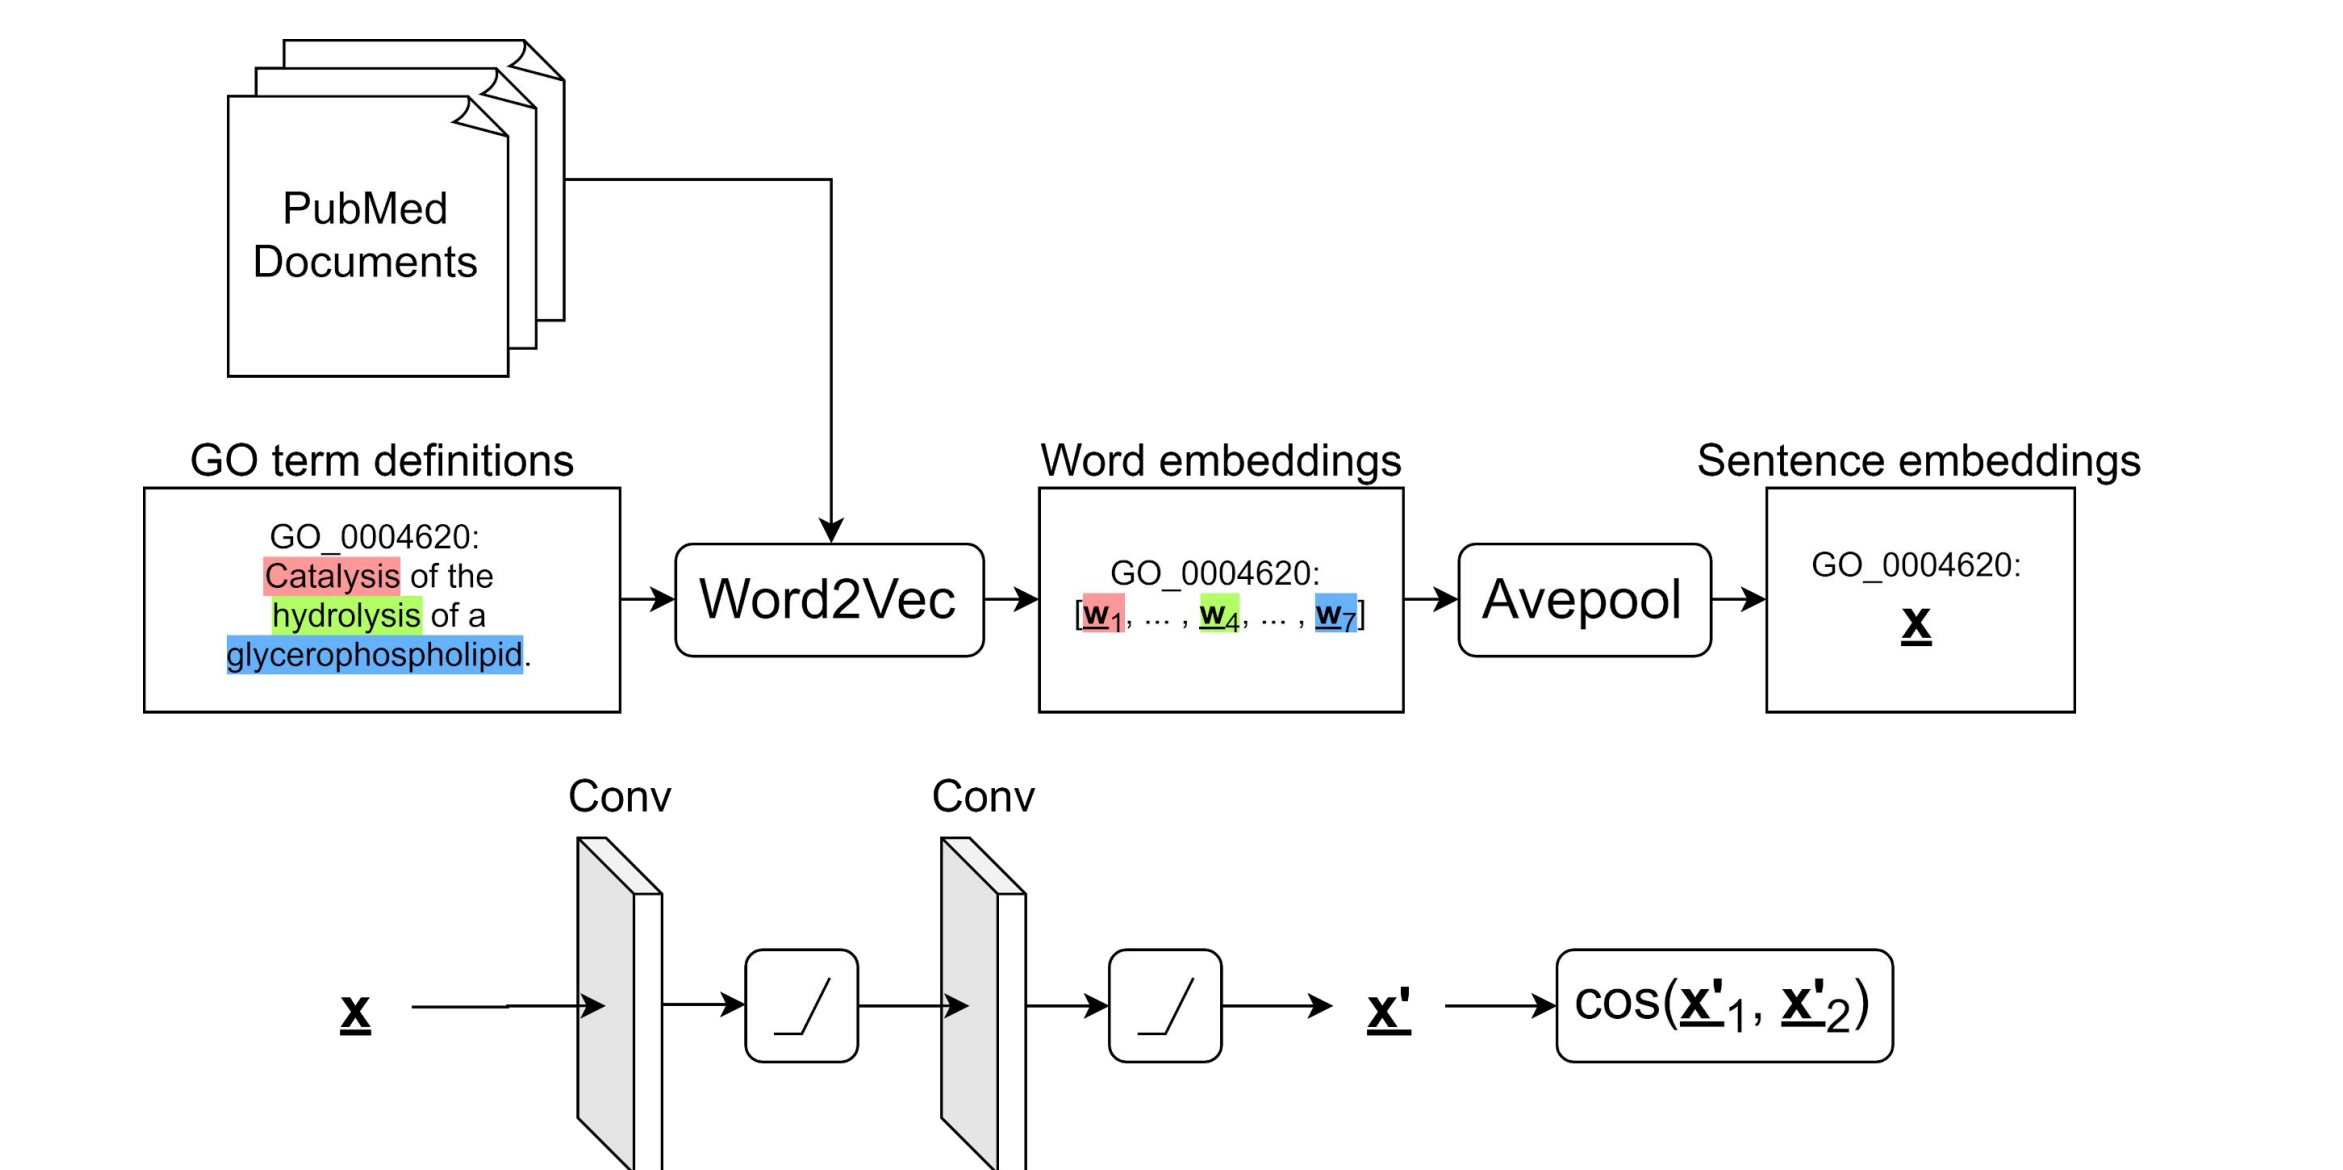 PubMed
Documents
GO term definitions
GO_0004620:
Catalysis of the
hydrolysis of a
glycerophospholipid.
Word2Vec
Word embeddings
GO_0004620:
[w1, ... , w4, ... , w7]
Avepool
Sentence embeddings
GO_0004620:
x
Conv
Conv
x
x'
cos(x'1, x'2)